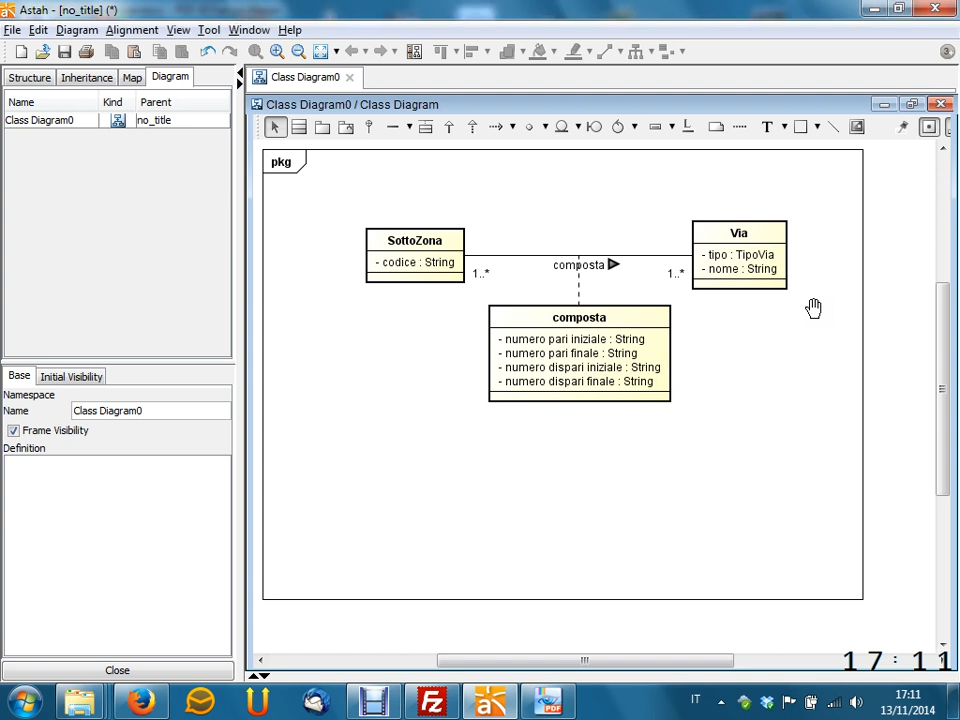 Astah - [no_title] (*)
File Edit Diagram Alignment View Tool Window Help
Structure Inheritance Map Diagram
Name Kind Parent
Class Diagram0 no_title
Class Diagram0
Class Diagram0 / Class Diagram
T
pkg
SottoZona
- codice : String
1..*
composta
1..*
Via
- tipo : TipoVia
- nome : String
composta
- numero pari iniziale : String
- numero pari finale : String
- numero dispari iniziale : String
- numero dispari finale : String
Base Initial Visibility
Namespace
Name Class Diagram0
Frame Visibility
Definition
Close
17:11
IT
17:11
13/11/2014